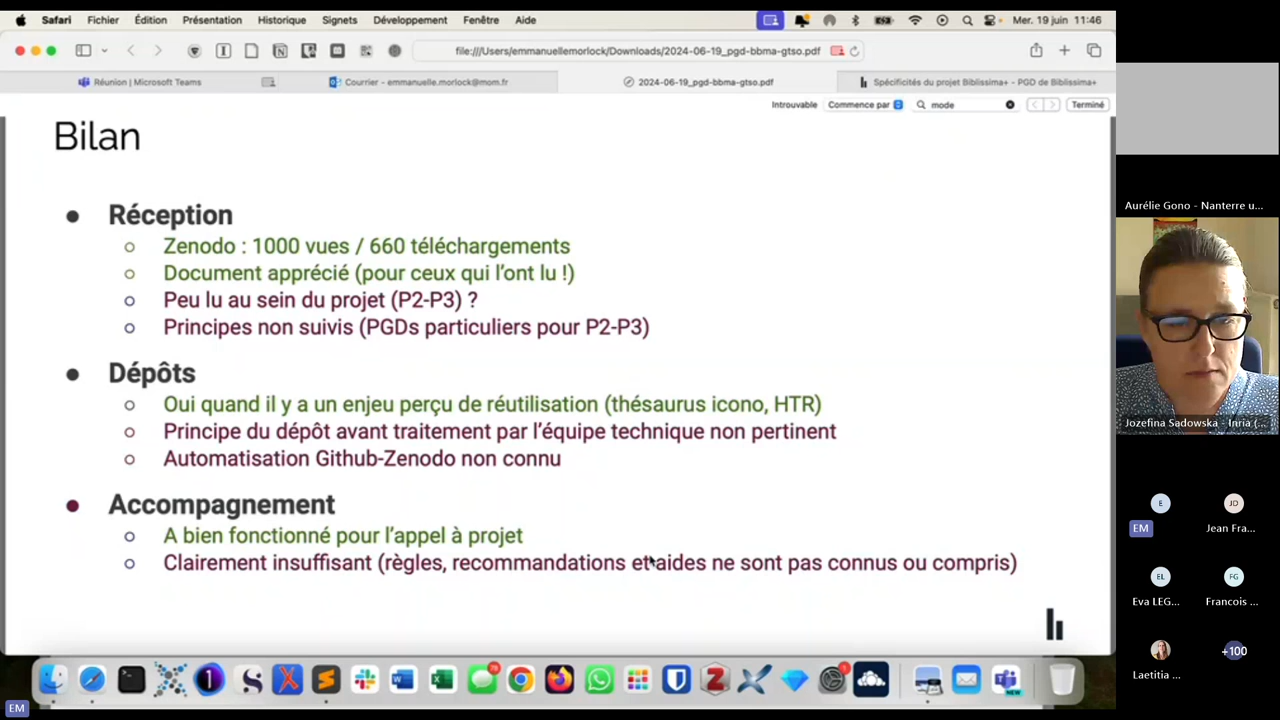 Safari Fichier Édition Présentation Historique Signets Développement Fenêtre Aide Mer. 19 juin 11:46
file:///Users/emmanuellemorlock/Downloads/2024-06-19_pgd-bbma-gtso.pdf
Réunion | Microsoft Teams
Courrier - emmanuelle.morlock@mom.fr
2024-06-19_pgd-bbma-gtso.pdf
Spécificités du projet Biblissima+ - PGD de Biblissima+
Introuvable Commence par mode Terminé
Bilan
Réception
Zenodo : 1000 vues / 660 téléchargements
Document apprécié (pour ceux qui l'ont lu !)
Peu lu au sein du projet (P2-P3) ?
Principes non suivis (PGDs particuliers pour P2-P3)
Dépôts
Oui quand il y a un enjeu perçu de réutilisation (thésaurus icono, HTR)
Principe du dépôt avant traitement par l'équipe technique non pertinent
Automatisation Github-Zenodo non connu
Accompagnement
A bien fonctionné pour l'appel à projet
Clairement insuffisant (règles, recommandations et aides ne sont pas connus ou compris)
NEW
EM
Aurélie Gono - Nanterre u...
Jozefina Sadowska - Inria (...
E
EM
JD
Jean Fra...
EL
Eva LEG...
FG
Francois ...
Laetitia ...
+100